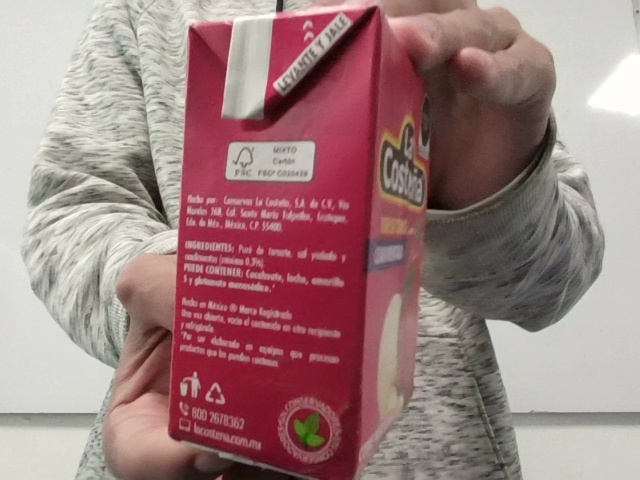 LEVANTE Y JALE
FSC
MIXTO
Cartón
FSC® C020428
Hecho por: Conservas La Costeña, S.A. de C.V., Vía
Morelos 268, Col. Santa María Tulpetlac, Ecatepec,
Edo. de Méx., México, C.P. 55400.
INGREDIENTES: Puré de tomate, sal yodada y
condimentos (máximo 0.3%).
PUEDE CONTENER: Cacahuate, leche, amarillo
5 y glutamato monosódico.*
Hecho en México ® Marca Registrada
Una vez abierto, vacíe el contenido en otro recipiente
y refrigérelo.
*Por ser elaborado en equipos que procesan
productos que los pueden contener.
800 2678362
lacostena.com.mx
La
Costeña